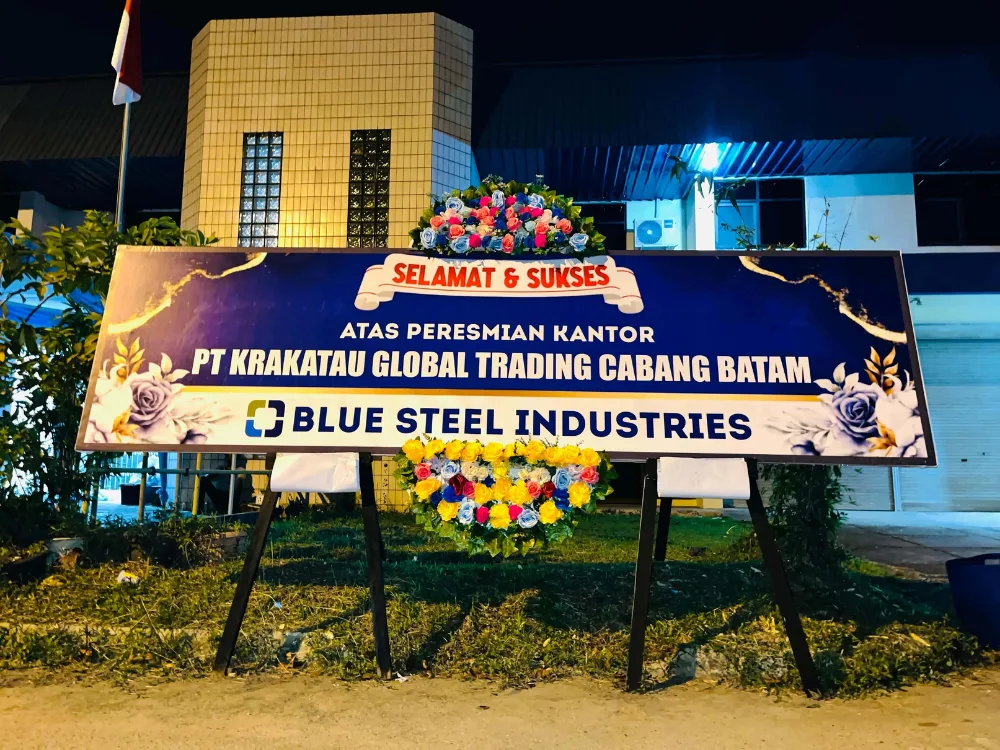 SELAMAT & SUKSES
ATAS PERESMIAN KANTOR
PT KRAKATAU GLOBAL TRADING CABANG BATAM
BLUE STEEL INDUSTRIES